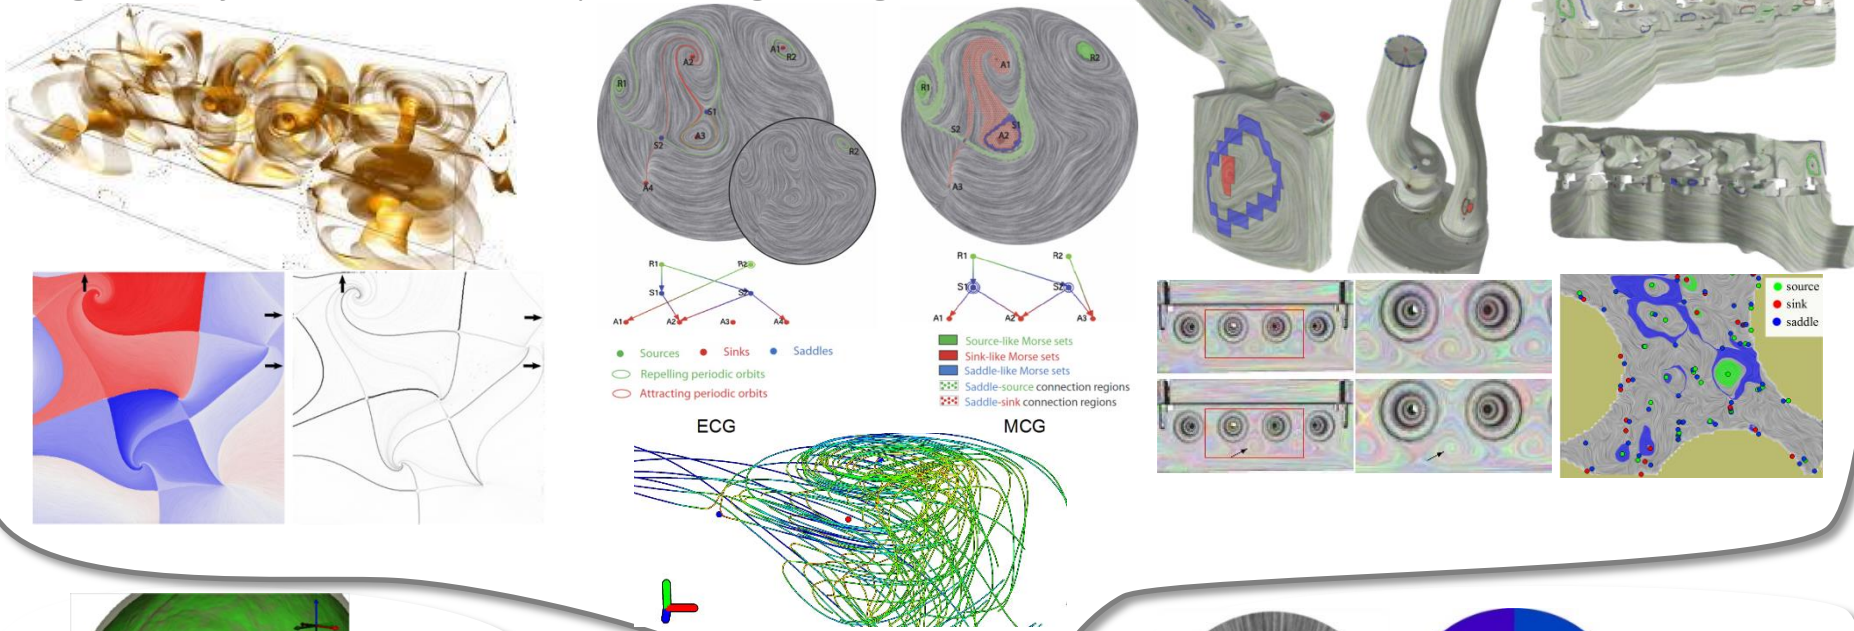 A1
R2
A2
R1
S1
A3
S2
A4
R2
R2
A1
R1
S1
S2
A2
A3
R1
R2
S1
S2
A1
A2
A3
A4
R1
R2
S1
S2
A1
A2
A3
Sources
Sinks
Saddles
Repelling periodic orbits
Attracting periodic orbits
Source-like Morse sets
Sink-like Morse sets
Saddle-like Morse sets
Saddle-source connection regions
Saddle-sink connection regions
ECG
MCG
source
sink
saddle